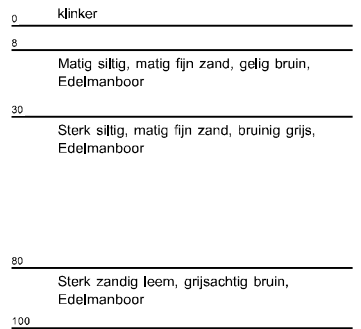 klinker
0
8
Matig siltig, matig fijn zand, gelig bruin,
Edelmanboor
30
Sterk siltig, matig fijn zand, bruinig grijs,
Edelmanboor
80
Sterk zandig leem, grijsachtig bruin,
Edelmanboor
100